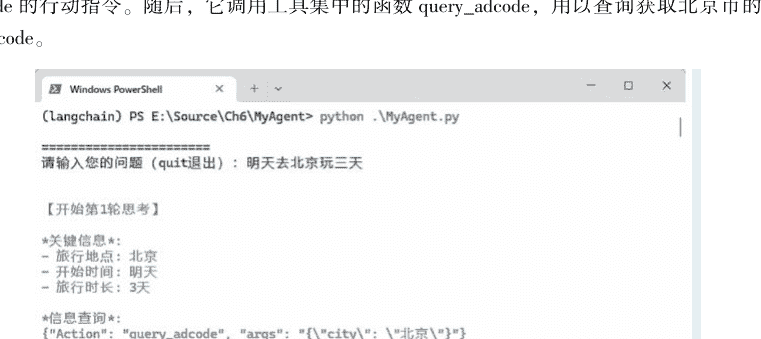 de 的行动指令。随后，它调用工具集中的函数 query_adcode，用以查询获取北京市的
code。
Windows PowerShell
(langchain) PS E:\Source\Ch6\MyAgent> python .\MyAgent.py
=======================
请输入您的问题（quit退出）: 明天去北京玩三天
【开始第1轮思考】
*关键信息*:
- 旅行地点: 北京
- 开始时间: 明天
- 旅行时长: 3天
*信息查询*:
{"Action": "query_adcode", "args": "{\"city\": \"北京\"}"}